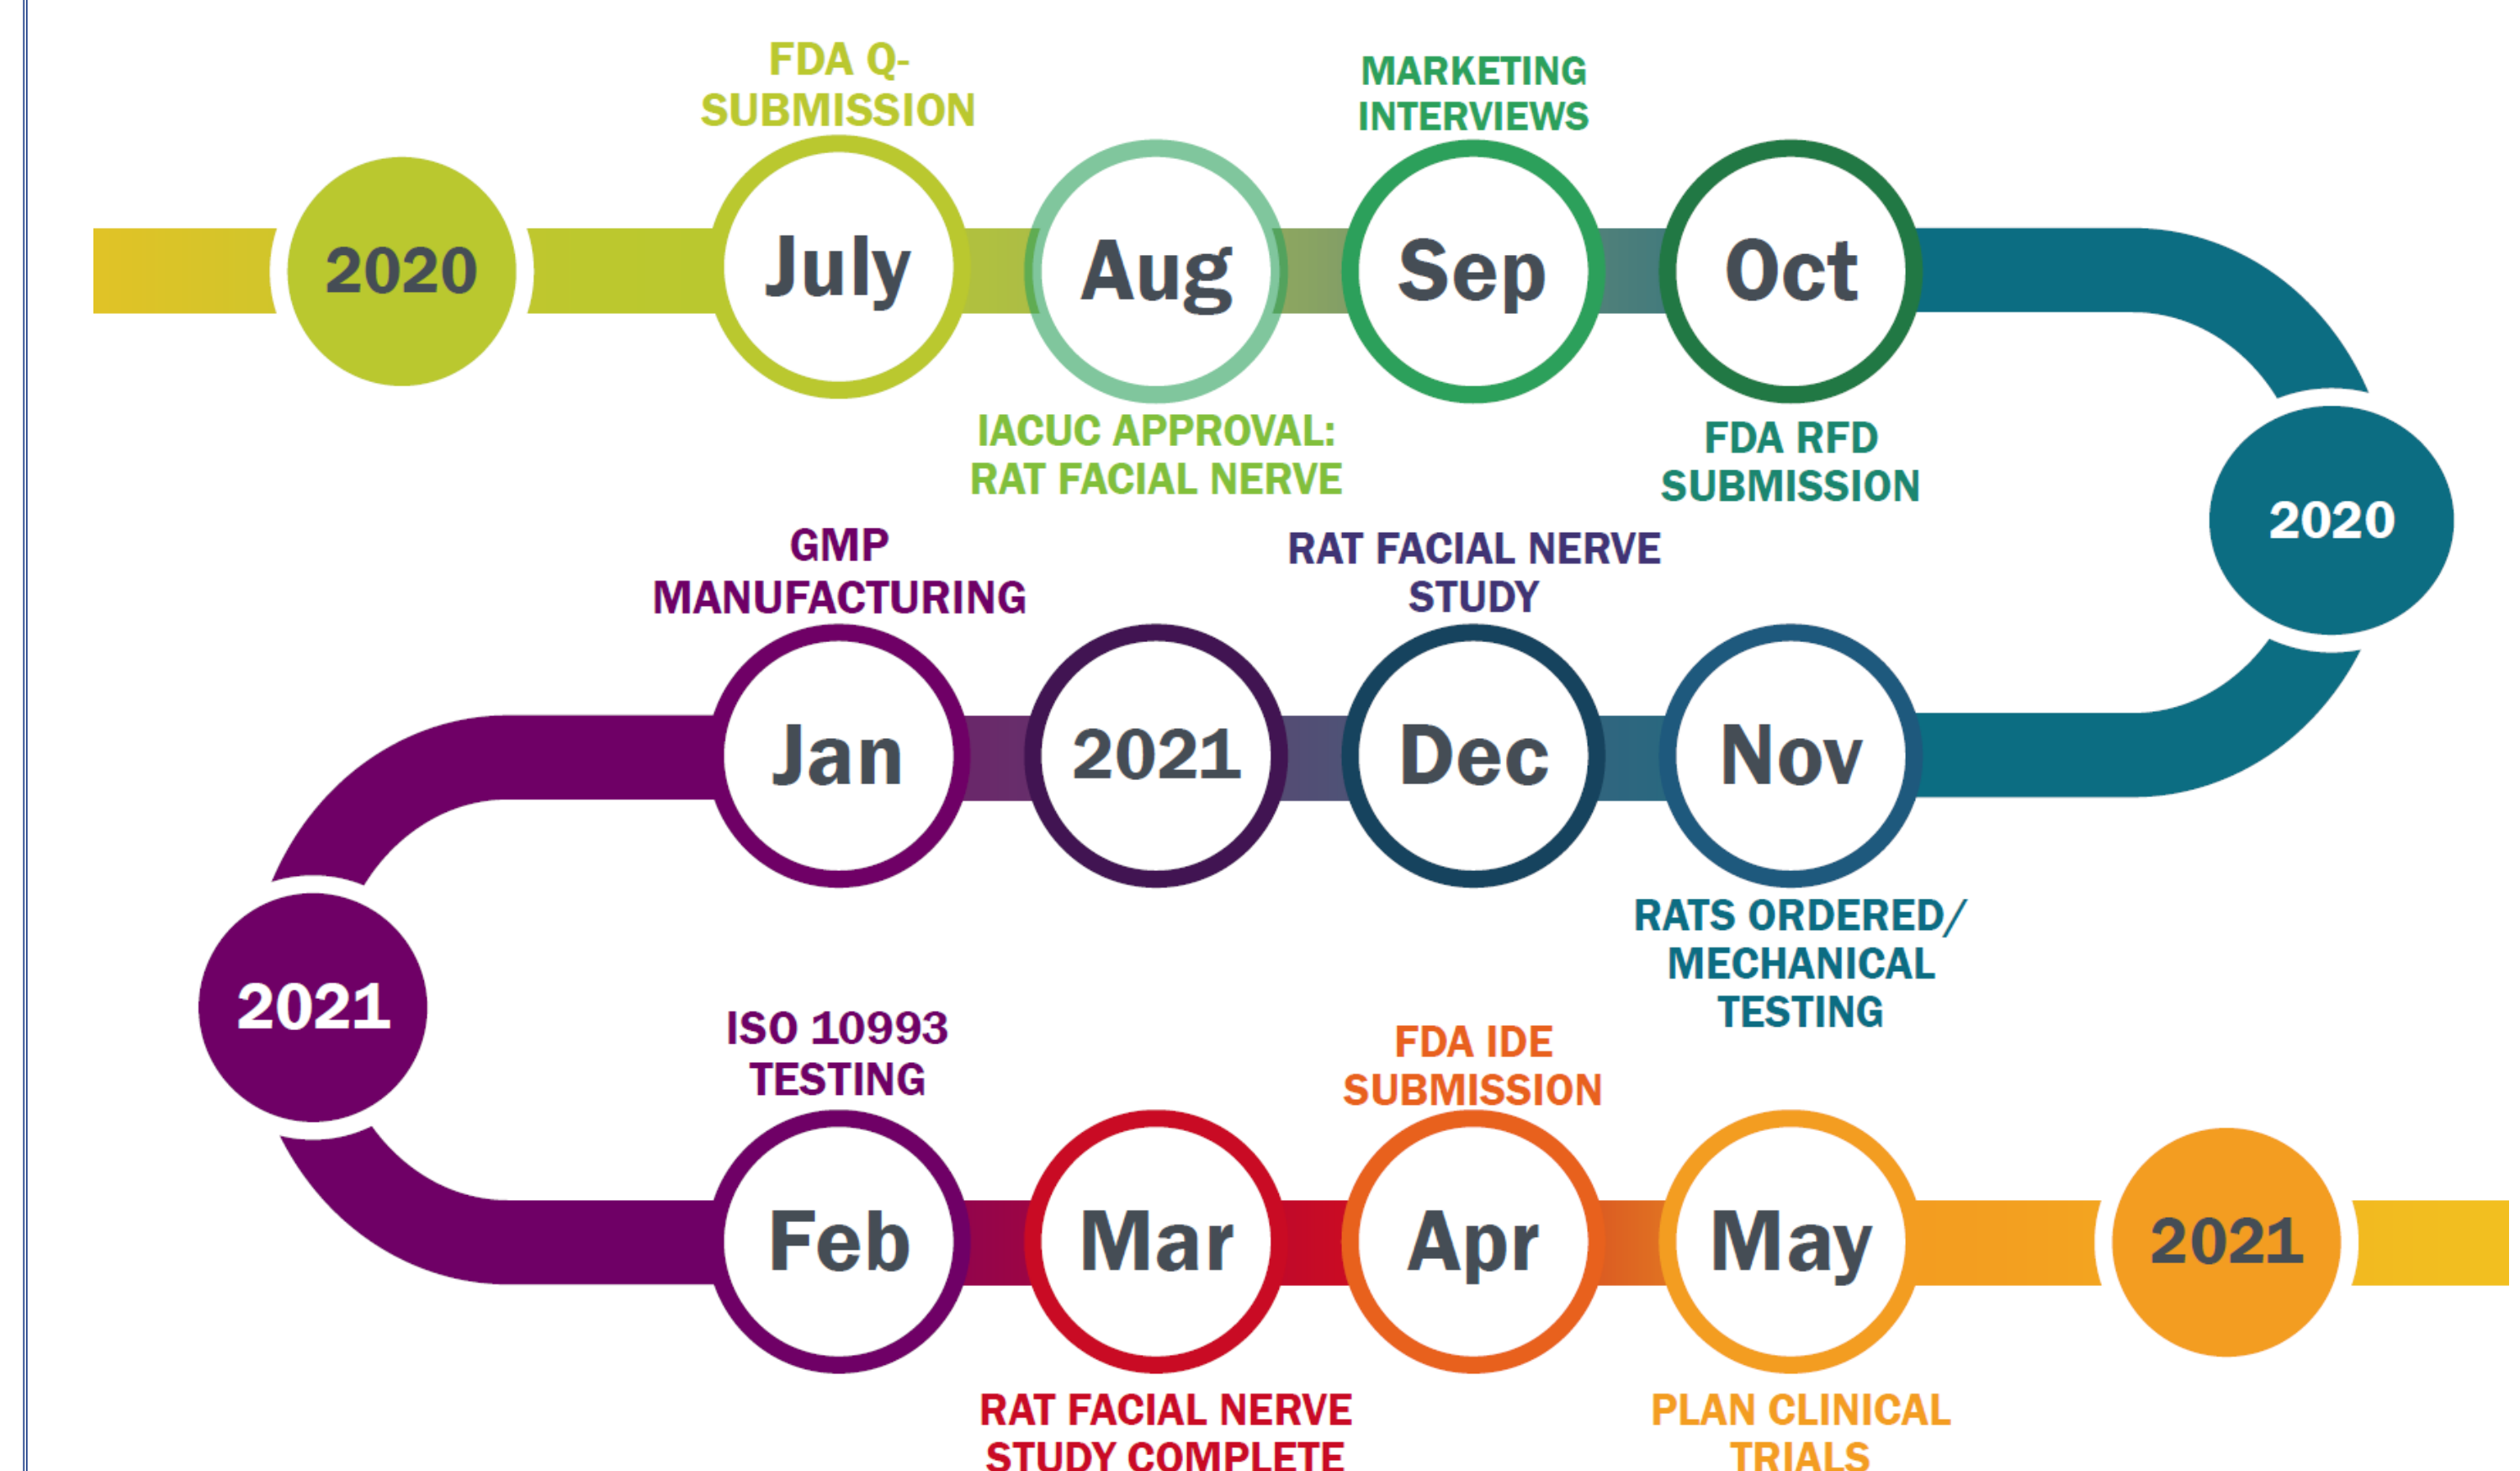 FDA Q-
SUBMISSION
MARKETING
INTERVIEWS
2020
July
Aug
Sep
Oct
IACUC APPROVAL:
RAT FACIAL NERVE
FDA RFD
SUBMISSION
2020
GMP
MANUFACTURING
RAT FACIAL NERVE
STUDY
Jan
2021
Dec
Nov
RATS ORDERED/
MECHANICAL
TESTING
2021
ISO 10993
TESTING
FDA IDE
SUBMISSION
Feb
Mar
Apr
May
2021
RAT FACIAL NERVE
STUDY COMPLETE
PLAN CLINICAL
TRIALS